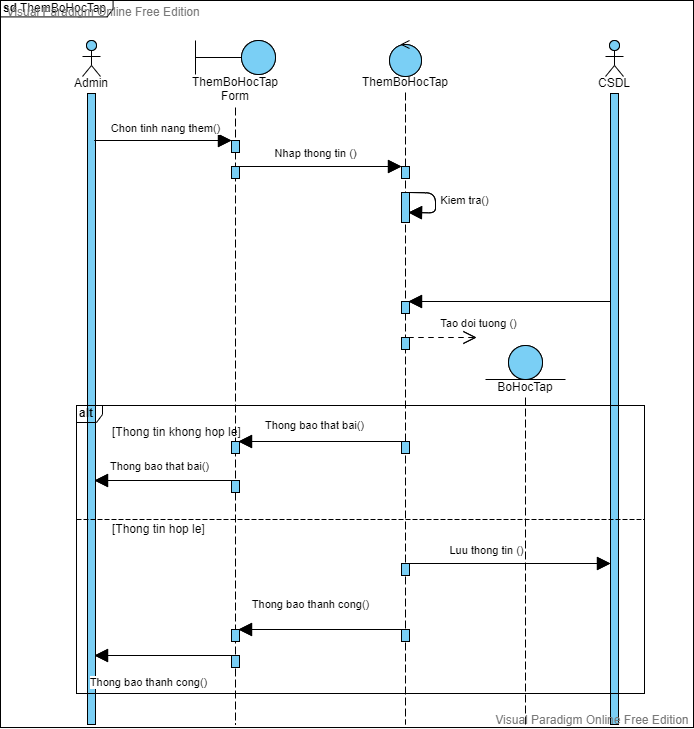 sd ThemBoHocTap
Visual Paradigm Online Free Edition
Admin
ThemBoHocTap
Form
ThemBoHocTap
CSDL
Chon tinh nang them()
Nhap thong tin ()
Kiem tra()
Tao doi tuong ()
BoHocTap
alt
[Thong tin khong hop le]
Thong bao that bai()
Thong bao that bai()
[Thong tin hop le]
Luu thong tin ()
Thong bao thanh cong()
Thong bao thanh cong()
Visual Paradigm Online Free Edition